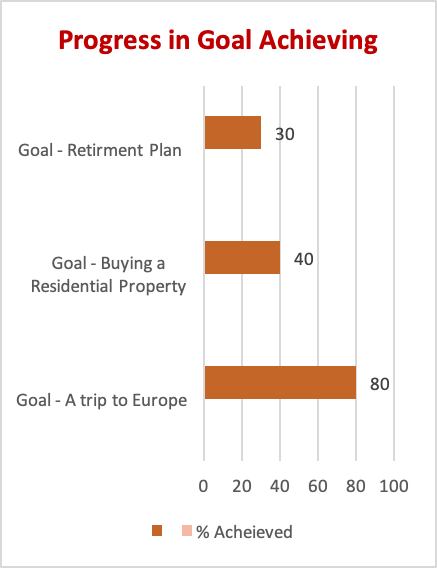 Progress in Goal Achieving
Goal - Retirment Plan
30
Goal - Buying a
Residential Property
40
Goal - A trip to Europe
80
0 20 40 60 80 100
% Acheieved